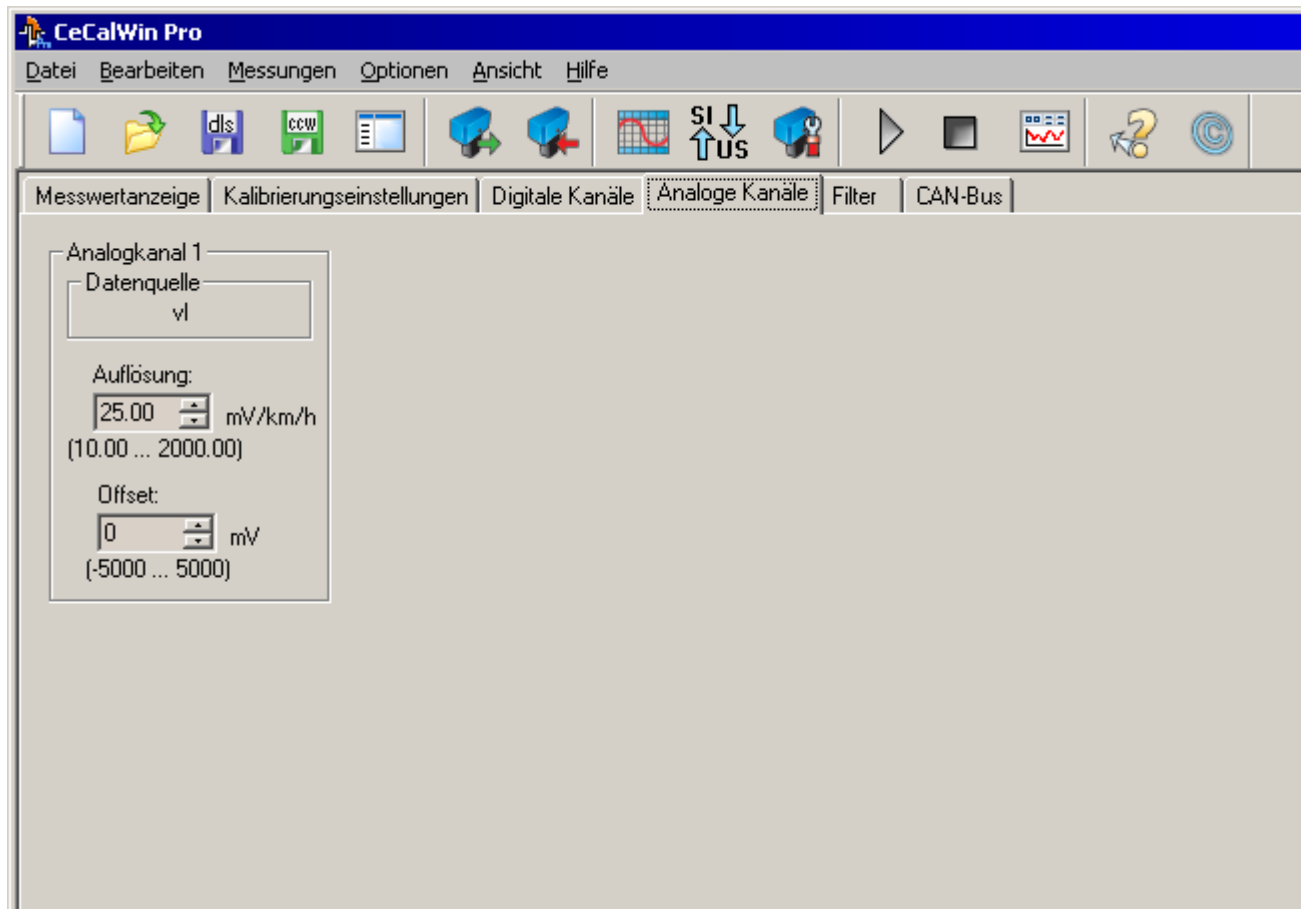 CeCalWin Pro
Datei Bearbeiten Messungen Optionen Ansicht Hilfe
dls ccw SI US ©
Messwertanzeige Kalibrierungseinstellungen Digitale Kanäle Analoge Kanäle Filter CAN-Bus
Analogkanal 1
Datenquelle
vl
Auflösung:
25.00 mV/km/h
(10.00 ... 2000.00)
Offset:
0 mV
(-5000 ... 5000)